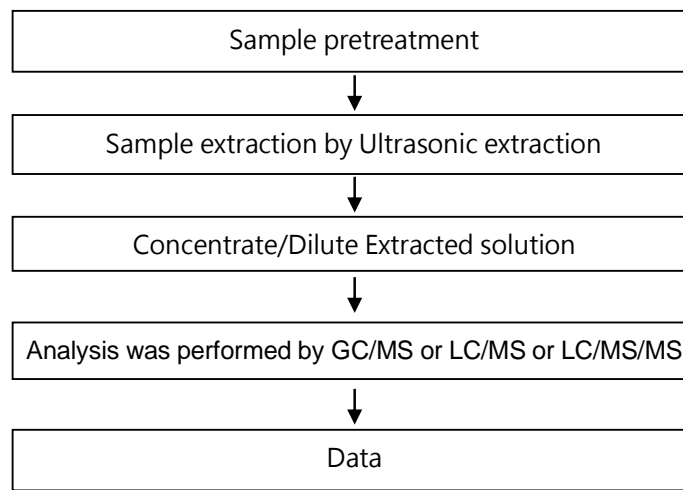 Sample pretreatment
Sample extraction by Ultrasonic extraction
Concentrate/Dilute Extracted solution
Analysis was performed by GC/MS or LC/MS or LC/MS/MS
Data